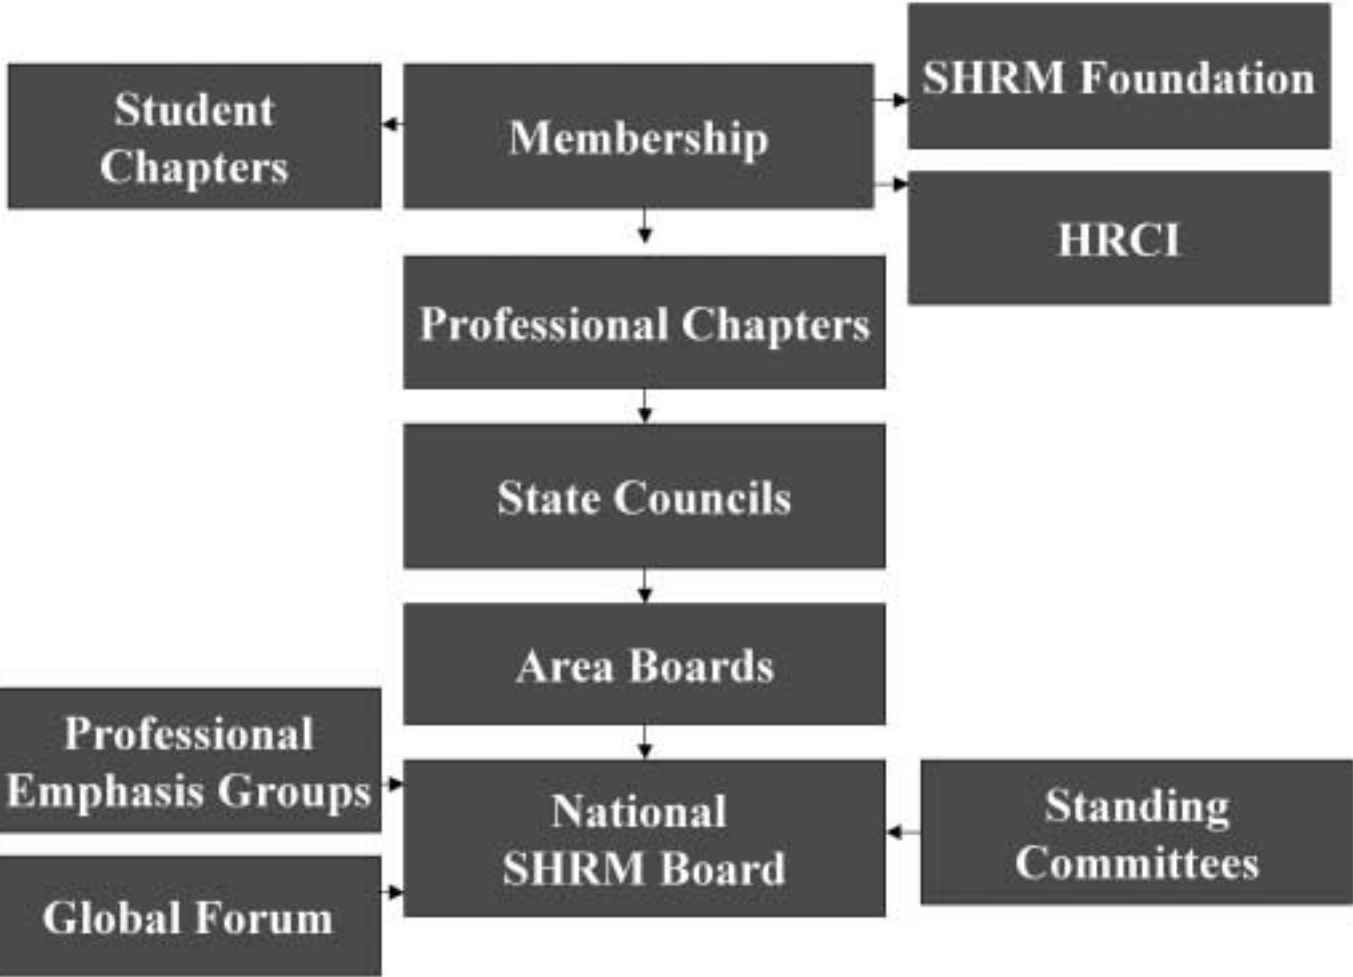 Student
Chapters
Membership
SHRM Foundation
HRCI
Professional Chapters
State Councils
Area Boards
Professional
Emphasis Groups
National
SHRM Board
Standing
Committees
Global Forum